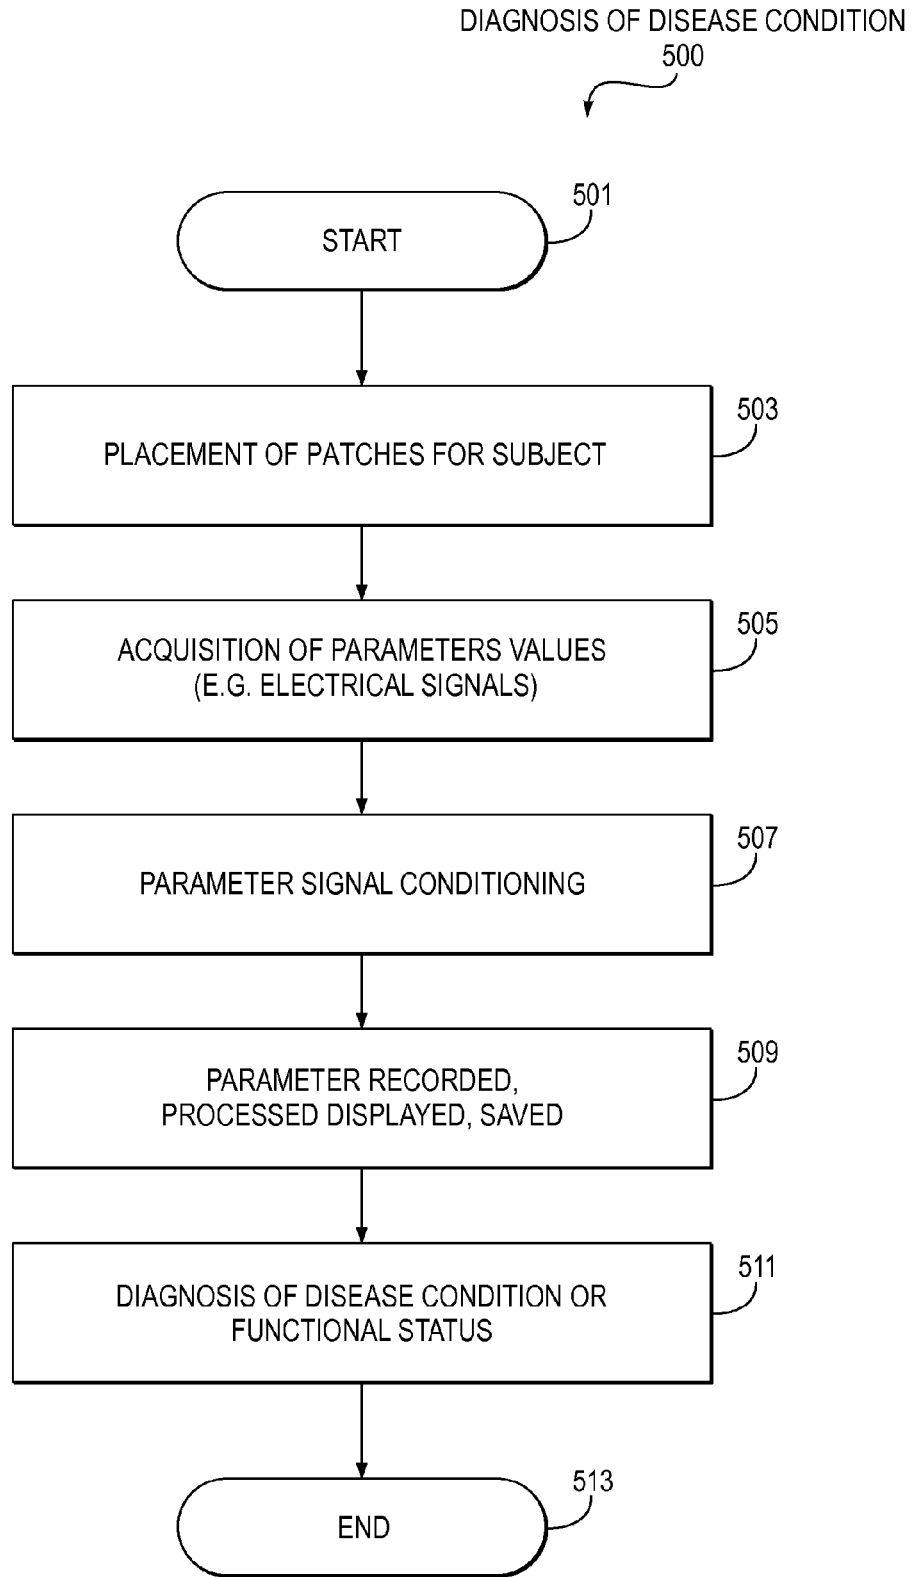 DIAGNOSIS OF DISEASE CONDITION
500
501
START
503
PLACEMENT OF PATCHES FOR SUBJECT
505
ACQUISITION OF PARAMETERS VALUES
(E.G. ELECTRICAL SIGNALS)
507
PARAMETER SIGNAL CONDITIONING
509
PARAMETER RECORDED,
PROCESSED DISPLAYED, SAVED
511
DIAGNOSIS OF DISEASE CONDITION OR
FUNCTIONAL STATUS
513
END